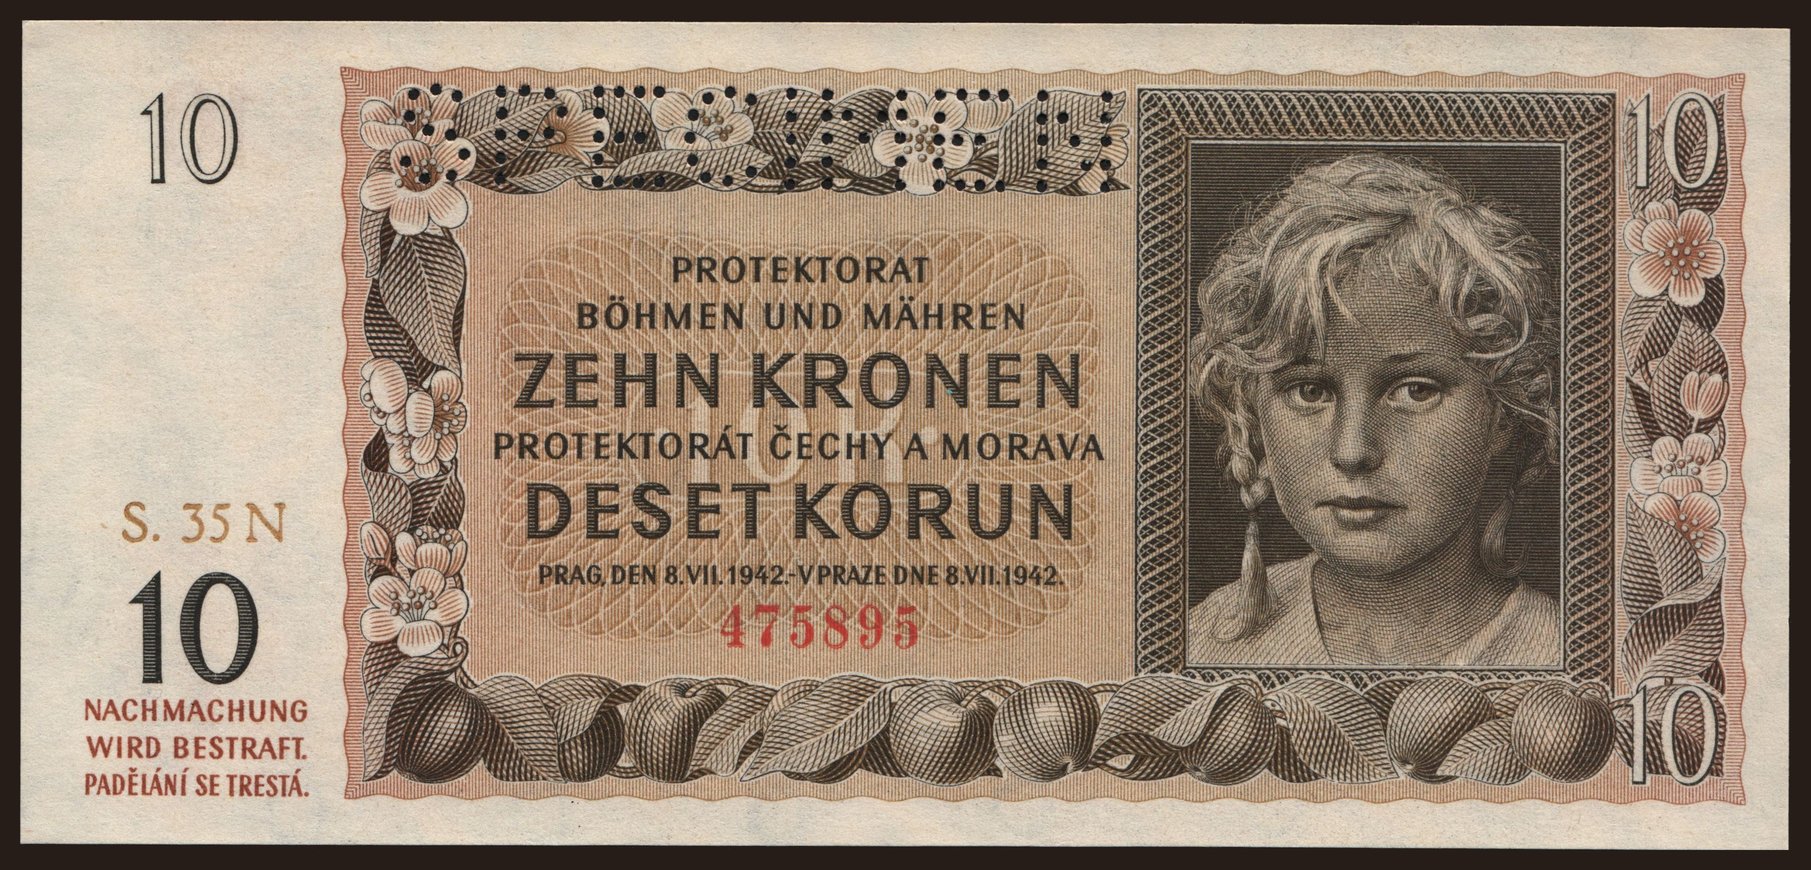 10
SPECIMEN
10
PROTEKTORAT
BÖHMEN UND MÄHREN
ZEHN KRONEN
PROTEKTORÁT ČECHY A MORAVA
DESET KORUN
PRAG, DEN 8.VII.1942.-V PRAZE DNE 8.VII.1942.
475895
S. 35 N
10
NACHMACHUNG
WIRD BESTRAFT.
PADĚLÁNÍ SE TRESTÁ.
10